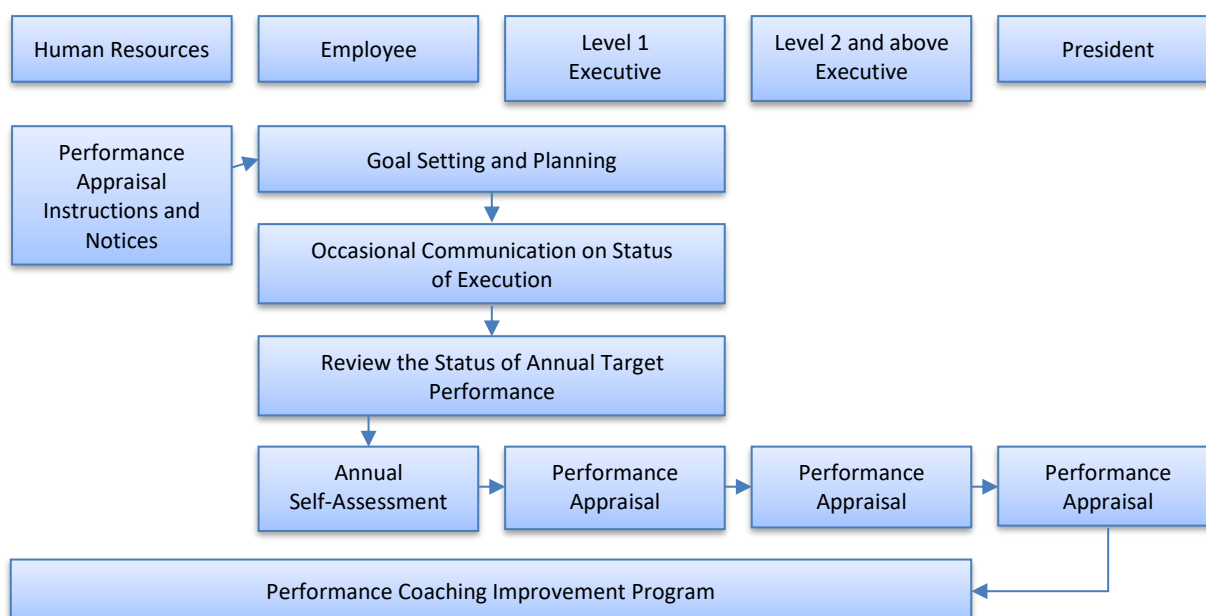 Human Resources
Employee
Level 1
Executive
Level 2 and above
Executive
President
Performance
Appraisal
Instructions and
Notices
Goal Setting and Planning
Occasional Communication on Status
of Execution
Review the Status of Annual Target
Performance
Annual
Self-Assessment
Performance
Appraisal
Performance
Appraisal
Performance
Appraisal
Performance Coaching Improvement Program